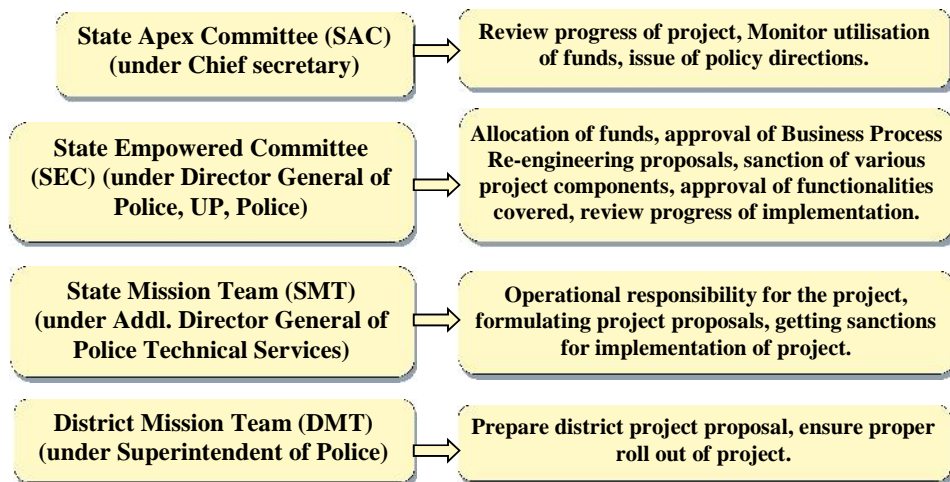 State Apex Committee (SAC)
(under Chief secretary)
Review progress of project, Monitor utilisation
of funds, issue of policy directions.
State Empowered Committee
(SEC) (under Director General of
Police, UP, Police)
Allocation of funds, approval of Business Process
Re-engineering proposals, sanction of various
project components, approval of functionalities
covered, review progress of implementation.
State Mission Team (SMT)
(under Addl. Director General of
Police Technical Services)
Operational responsibility for the project,
formulating project proposals, getting sanctions
for implementation of project.
District Mission Team (DMT)
(under Superintendent of Police)
Prepare district project proposal, ensure proper
roll out of project.